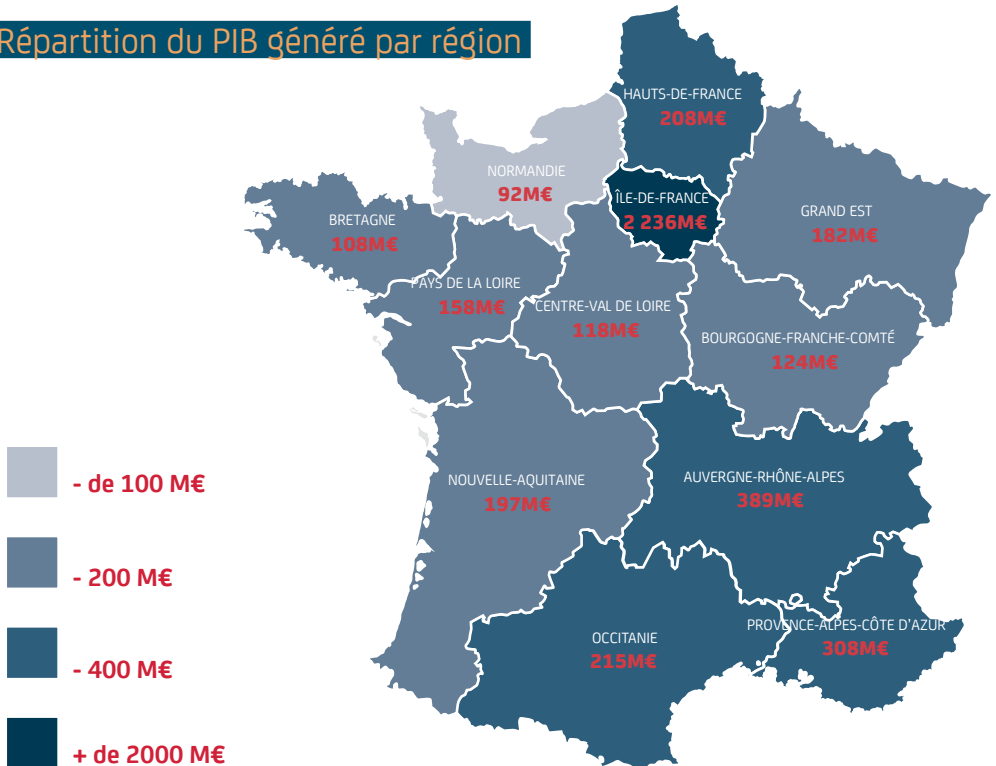 Répartition du PIB généré par région
HAUTS-DE-FRANCE
208M€
NORMANDIE
92M€
ÎLE-DE-FRANCE
2 236M€
GRAND EST
182M€
BRETAGNE
108M€
PAYS DE LA LOIRE
158M€
CENTRE-VAL DE LOIRE
118M€
BOURGOGNE-FRANCHE-COMTÉ
124M€
NOUVELLE-AQUITAINE
197M€
AUVERGNE-RHÔNE-ALPES
389M€
OCCITANIE
215M€
PROVENCE-ALPES-CÔTE D'AZUR
308M€
- de 100 M€
- 200 M€
- 400 M€
+ de 2000 M€